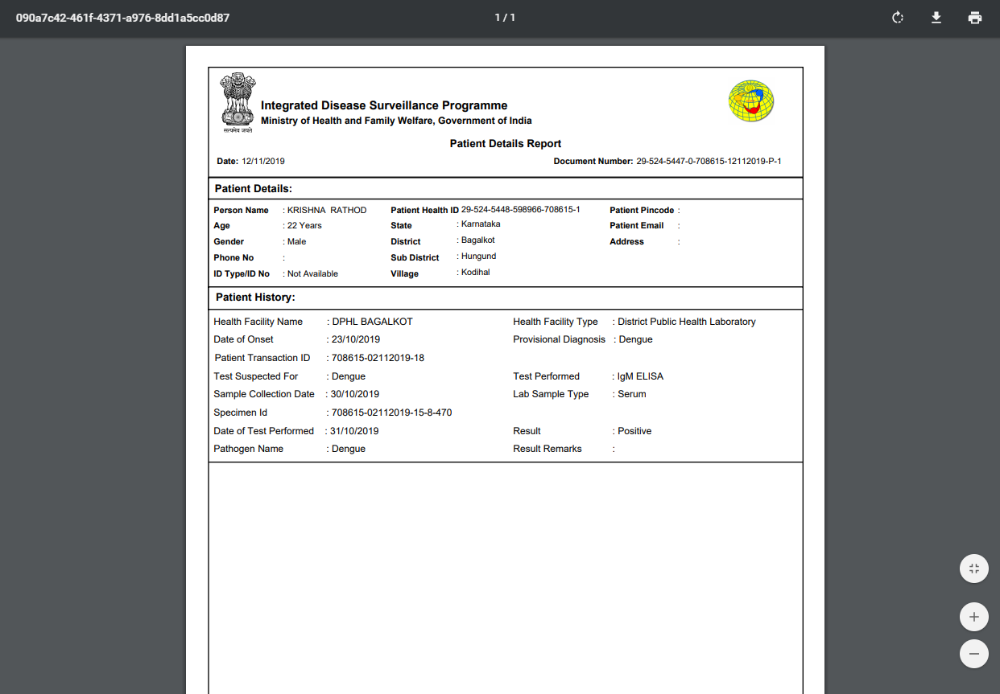 090a7c42-461f-4371-a976-8dd1a5cc0d87 1 / 1
सत्यमेव जयते
Integrated Disease Surveillance Programme
Ministry of Health and Family Welfare, Government of India
Patient Details Report
Date: 12/11/2019 Document Number: 29-524-5447-0-708615-12112019-P-1
Patient Details:
Person Name : KRISHNA RATHOD Patient Health ID 29-524-5448-598966-708615-1 Patient Pincode :
Age : 22 Years State : Karnataka Patient Email :
Gender : Male District : Bagalkot Address :
Phone No : Sub District : Hungund
ID Type/ID No : Not Available Village : Kodihal
Patient History:
Health Facility Name : DPHL BAGALKOT Health Facility Type : District Public Health Laboratory
Date of Onset : 23/10/2019 Provisional Diagnosis : Dengue
Patient Transaction ID : 708615-02112019-18
Test Suspected For : Dengue Test Performed : IgM ELISA
Sample Collection Date : 30/10/2019 Lab Sample Type : Serum
Specimen Id : 708615-02112019-15-8-470
Date of Test Performed : 31/10/2019 Result : Positive
Pathogen Name : Dengue Result Remarks :